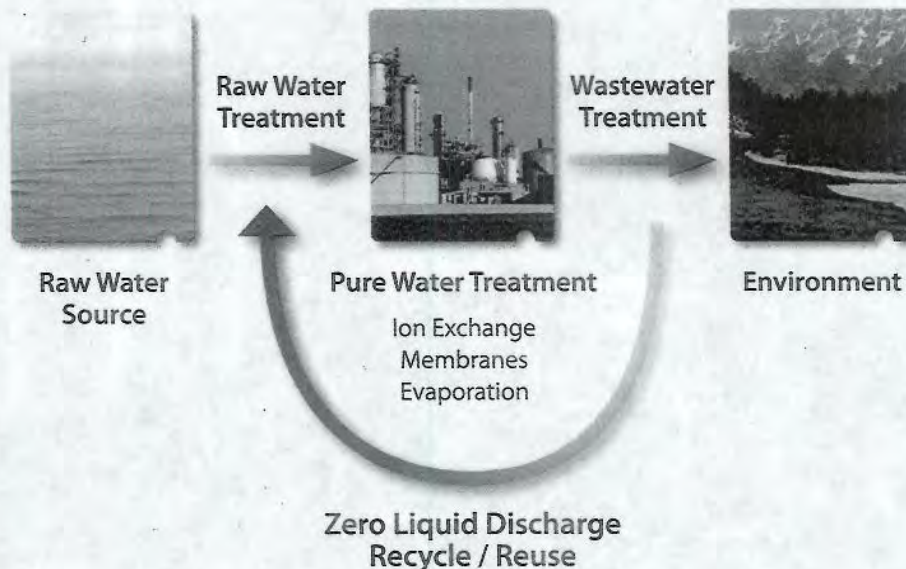 Raw Water
Treatment
Wastewater
Treatment
Raw Water
Source
Pure Water Treatment
Ion Exchange
Membranes
Evaporation
Environment
Zero Liquid Discharge
Recycle / Reuse